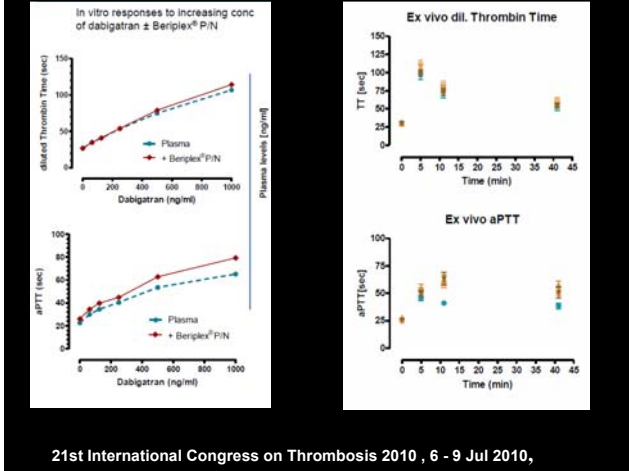 In vitro responses to increasing conc
of dabigatran ± Beriplex® P/N
150
100
50
0
diluted Thrombin Time (sec)
Plasma
+ Beriplex®P/N
0 200 400 600 800 1000
Dabigatran (ng/ml)
100
80
60
40
20
0
aPTT (sec)
Plasma
+ Beriplex®P/N
0 200 400 600 800 1000
Dabigatran (ng/ml)
Plasma levels [ng/ml]
Ex vivo dil. Thrombin Time
150
125
100
75
50
25
0
TT [sec]
0 5 10 15 20 25 30 35 40 45
Time (min)
Ex vivo aPTT
100
75
50
25
0
aPTT[sec]
0 5 10 15 20 25 30 35 40 45
Time (min)
21st International Congress on Thrombosis 2010 , 6 - 9 Jul 2010,